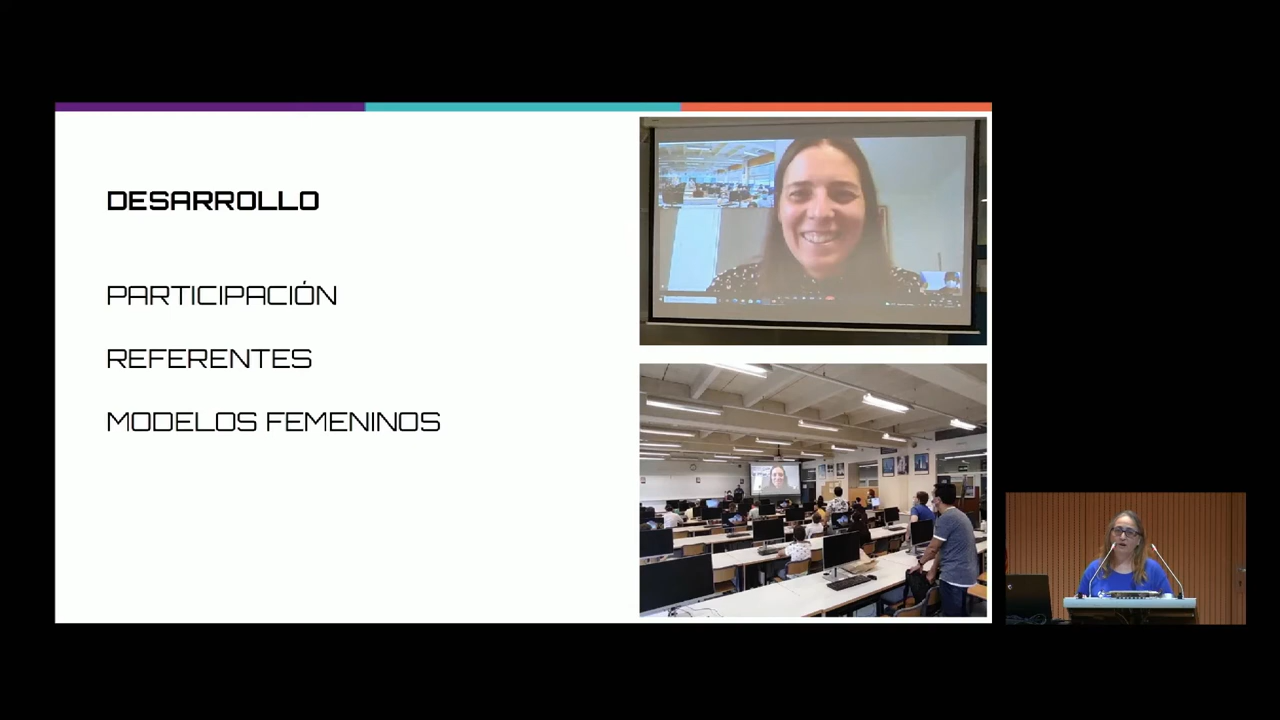 DESARROLLO
PARTICIPACIÓN
REFERENTES
MODELOS FEMENINOS